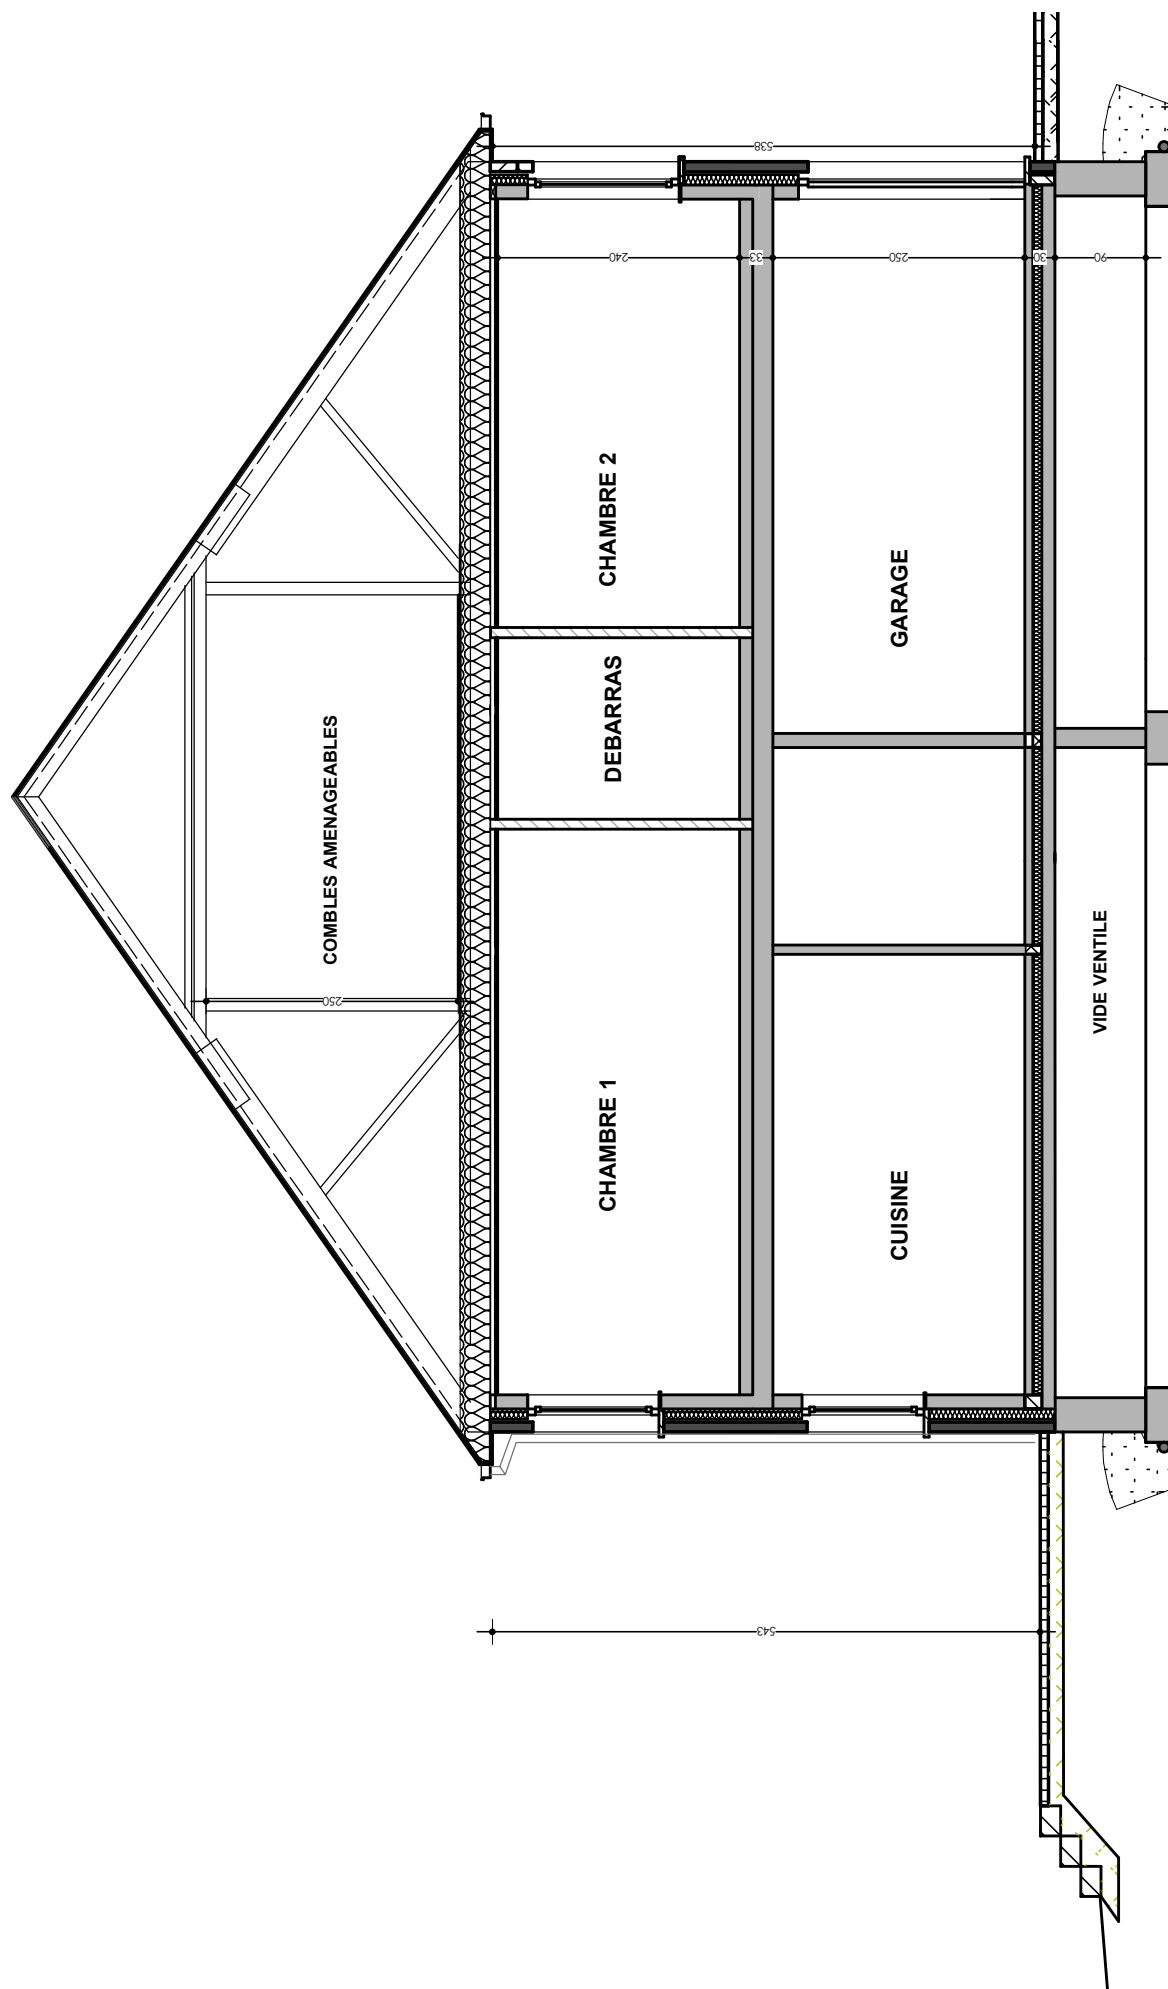 COMBLES AMENAGEABLES
250
CHAMBRE 1
DEBARRAS
CHAMBRE 2
240
33
CUISINE
GARAGE
250
30
VIDE VENTILE
90
543
538